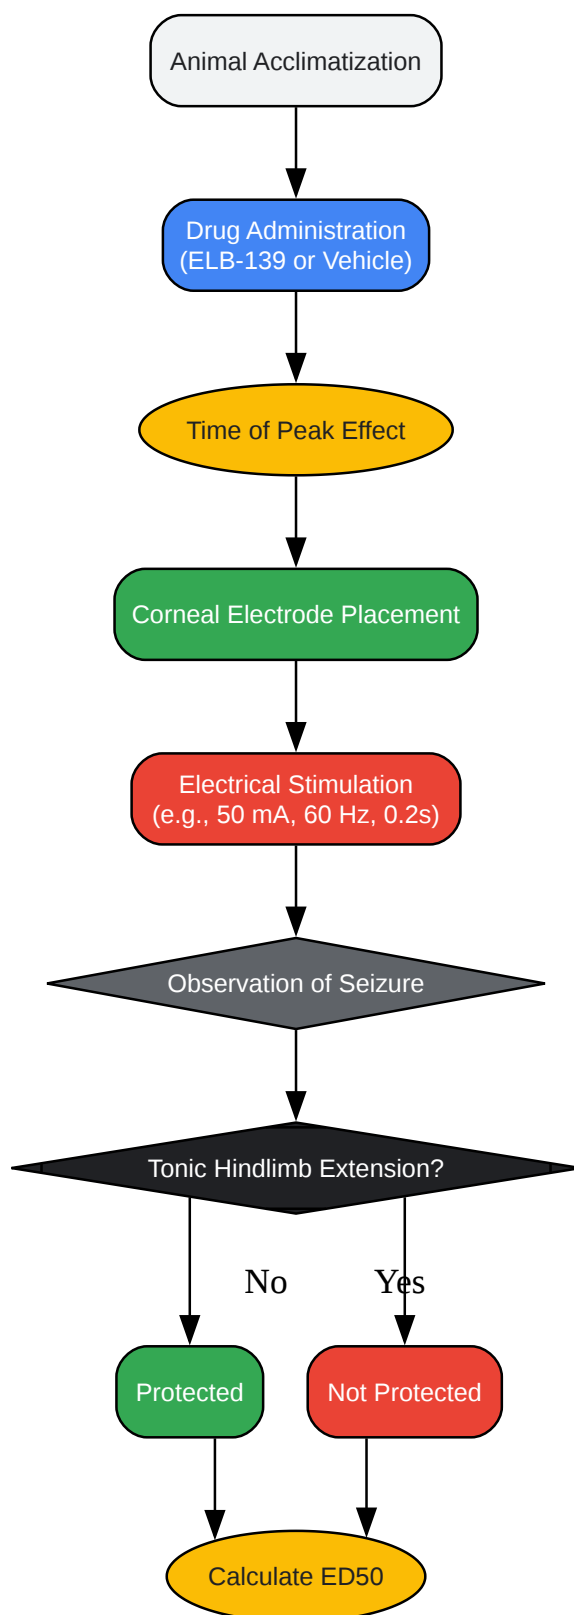 Animal Acclimatization
Drug Administration
(ELB-139 or Vehicle)
Time of Peak Effect
Corneal Electrode Placement
Electrical Stimulation
(e.g., 50 mA, 60 Hz, 0.2s)
Observation of Seizure
Tonic Hindlimb Extension?
No
Yes
Protected
Not Protected
Calculate ED50